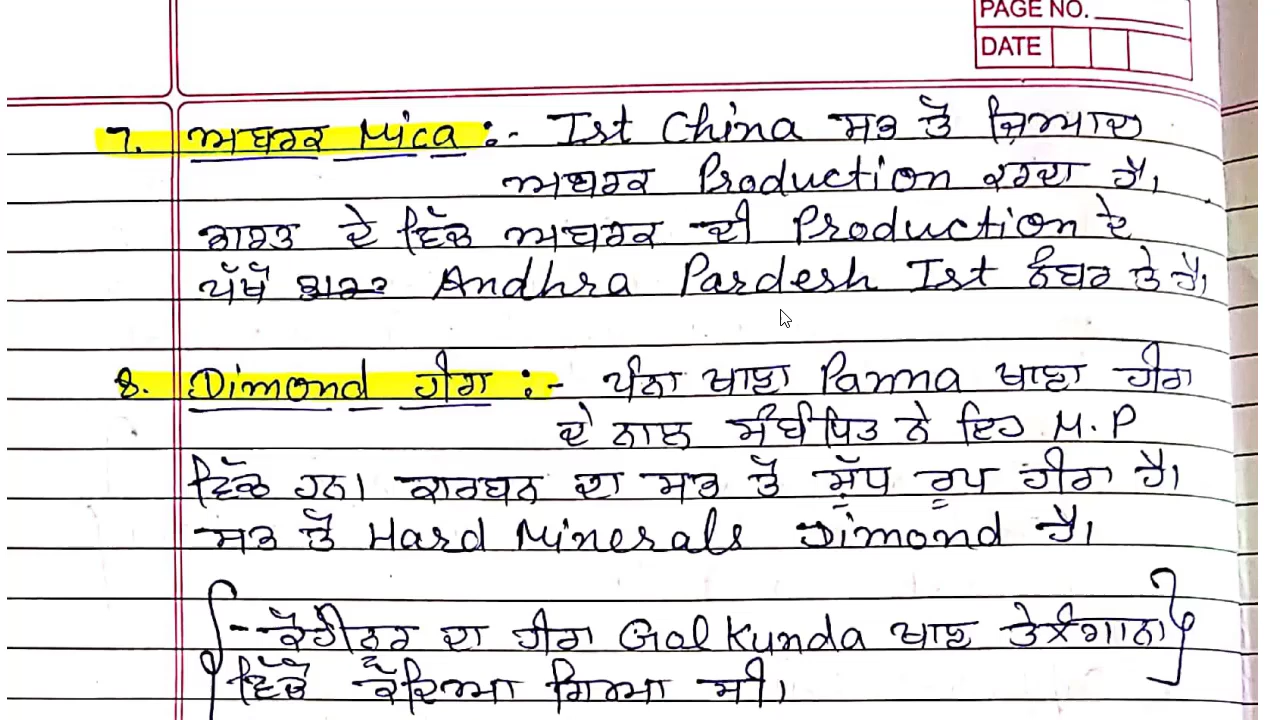 PAGE NO.
DATE
7. ਅਬਰਕ Mica :- Ist China ਸਭ ਤੋਂ ਜ਼ਿਆਦਾ
ਅਬਰਕ Production ਕਰਦਾ ਹੈ।
ਭਾਰਤ ਦੇ ਵਿੱਚ ਅਬਰਕ ਦੀ Production ਦੇ
ਪੱਖੋਂ Andhra Pardesh Ist ਨੰਬਰ ਤੇ ਹੈ।
8. Dimond ਹੀਰਾ :- ਪੰਨਾ ਖਾਣਾ Panna ਖਾਣਾ ਹੀਰਾ
ਦੇ ਨਾਲ ਸੰਬੰਧਿਤ ਨੇ ਇਹ M.P
ਵਿੱਚ ਹਨ। ਕਾਰਬਨ ਦਾ ਸਭ ਤੋਂ ਸ਼ੁੱਧ ਰੂਪ ਹੀਰਾ ਹੈ।
ਸਭ ਤੋਂ Hard Minerals Dimond ਹੈ।
- ਕੋਹੀਨੂਰ ਦਾ ਹੀਰਾ Gol Kunda ਖਾਣ ਤੇਲੰਗਾਨਾ
ਵਿੱਚੋਂ ਕੱਢਿਆ ਗਿਆ ਸੀ।